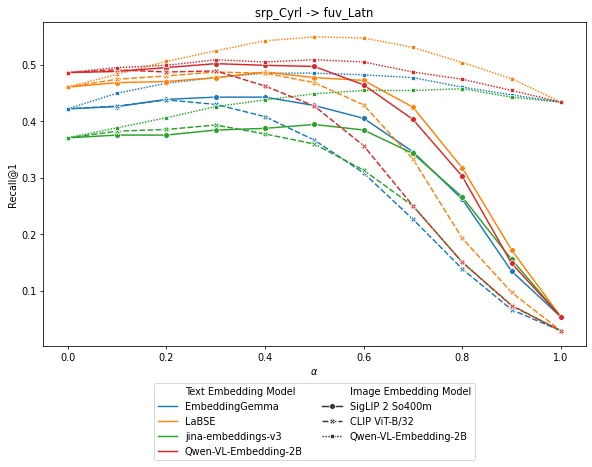 srp_Cyrl -> fuv_Latn
Recall@1
0.5
0.4
0.3
0.2
0.1
0.0 0.2 0.4 0.6 0.8 1.0
α
Text Embedding Model Image Embedding Model
EmbeddingGemma SigLIP 2 So400m
LaBSE CLIP ViT-B/32
jina-embeddings-v3 Qwen-VL-Embedding-2B
Qwen-VL-Embedding-2B